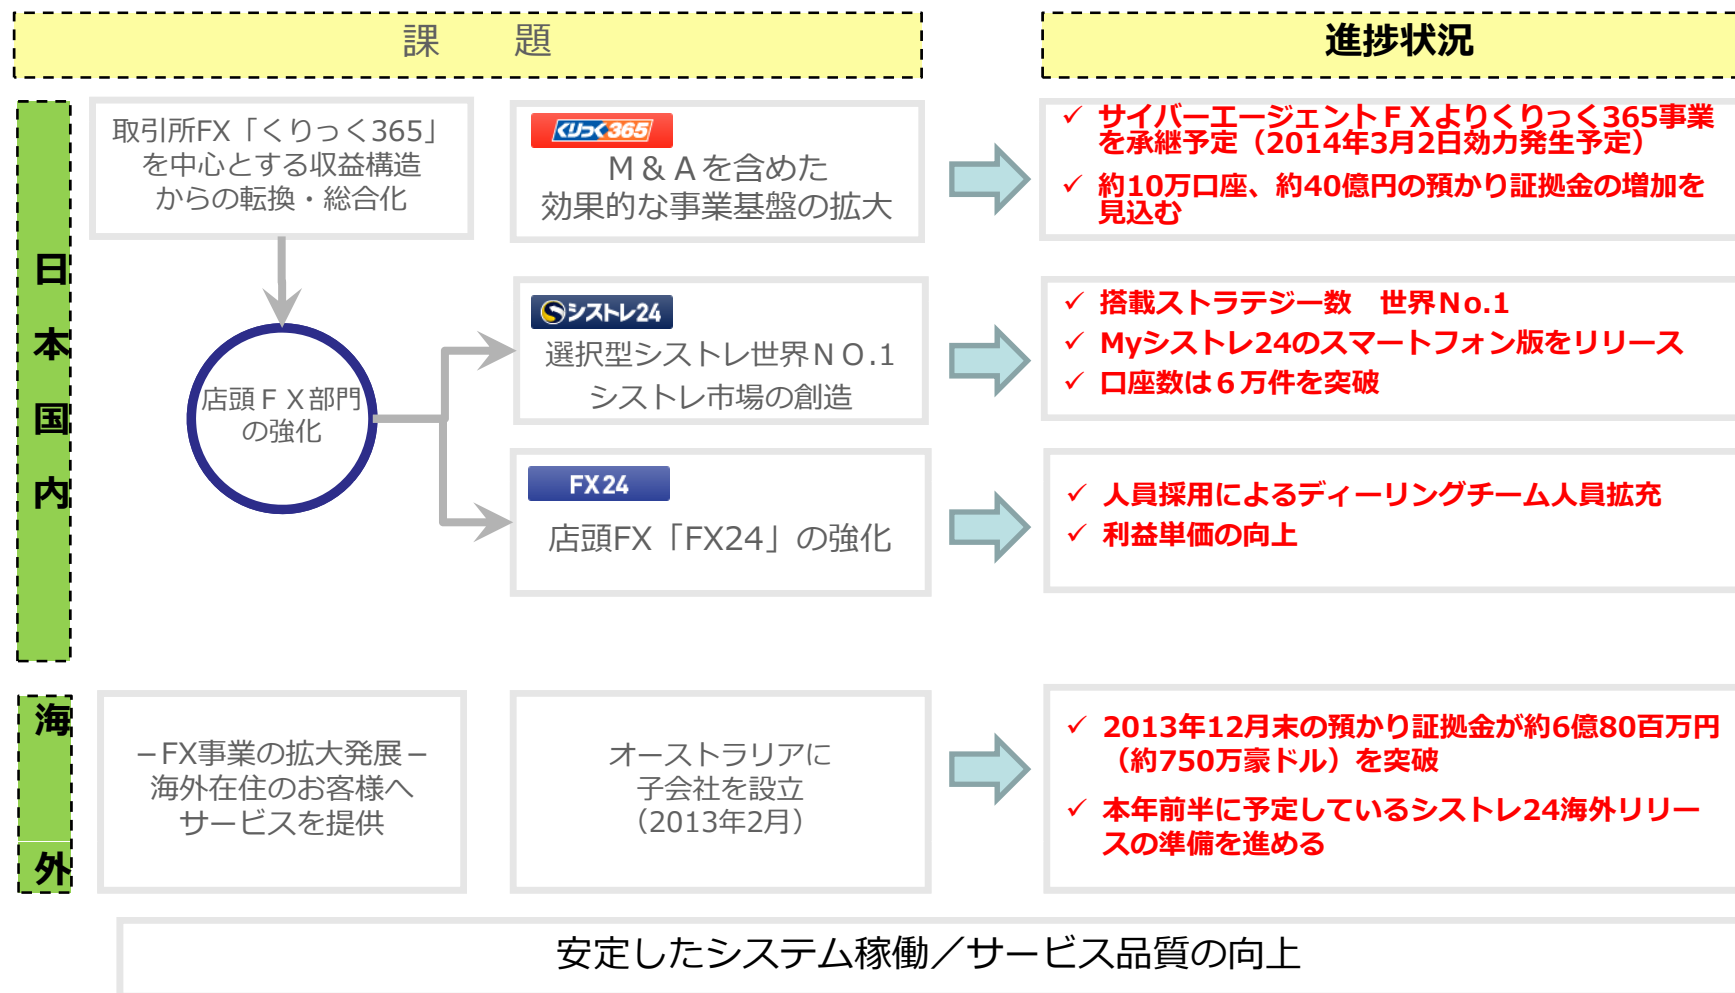 課　　題
進捗状況
日本国内
取引所FX「くりっく365」
を中心とする収益構造
からの転換・総合化
くりっく365
M＆Aを含めた
効果的な事業基盤の拡大
✓ サイバーエージェントＦＸよりくりっく365事業
を承継予定（2014年3月2日効力発生予定）
✓ 約10万口座、約40億円の預かり証拠金の増加を
見込む
店頭ＦＸ部門
の強化
シストレ24
選択型シストレ世界ＮＯ.1
シストレ市場の創造
✓ 搭載ストラテジー数　世界No.1
✓ Myシストレ24のスマートフォン版をリリース
✓ 口座数は６万件を突破
FX24
店頭FX「FX24」の強化
✓ 人員採用によるディーリングチーム人員拡充
✓ 利益単価の向上
海外
－FX事業の拡大発展－
海外在住のお客様へ
サービスを提供
オーストラリアに
子会社を設立
（2013年2月）
✓ 2013年12月末の預かり証拠金が約6億80百万円
（約750万豪ドル）を突破
✓ 本年前半に予定しているシストレ24海外リリー
スの準備を進める
安定したシステム稼働／サービス品質の向上